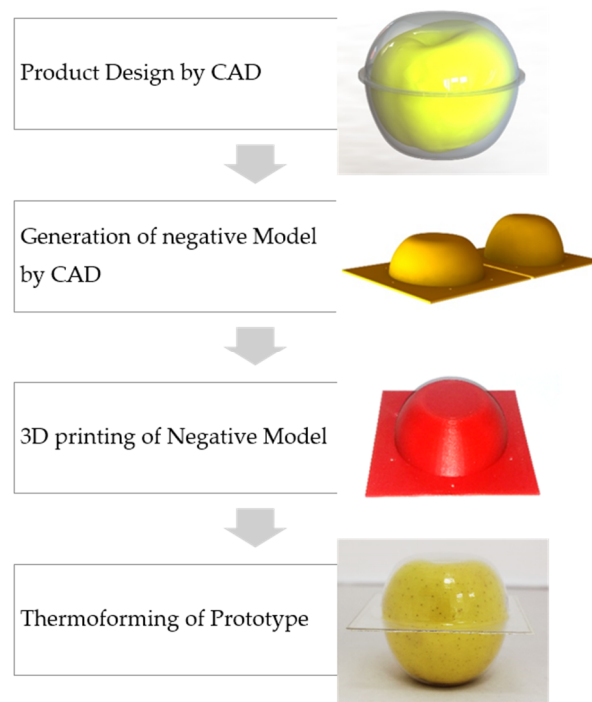 Product Design by CAD
Generation of negative Model
by CAD
3D printing of Negative Model
Thermoforming of Prototype